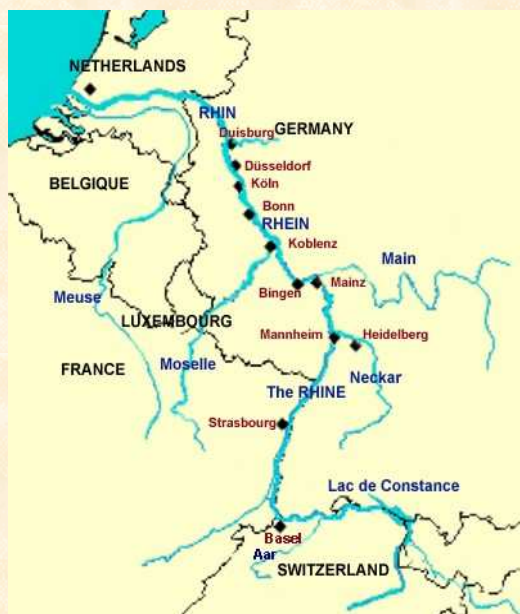 NETHERLANDS
RHIN
GERMANY
Duisburg
Düsseldorf
BELGIQUE
Köln
Bonn
RHEIN
Koblenz
Main
Meuse
Bingen
Mainz
LUXEMBOURG
Mannheim
Heidelberg
FRANCE
Moselle
Neckar
The RHINE
Strasbourg
Lac de Constance
Basel
Aar
SWITZERLAND